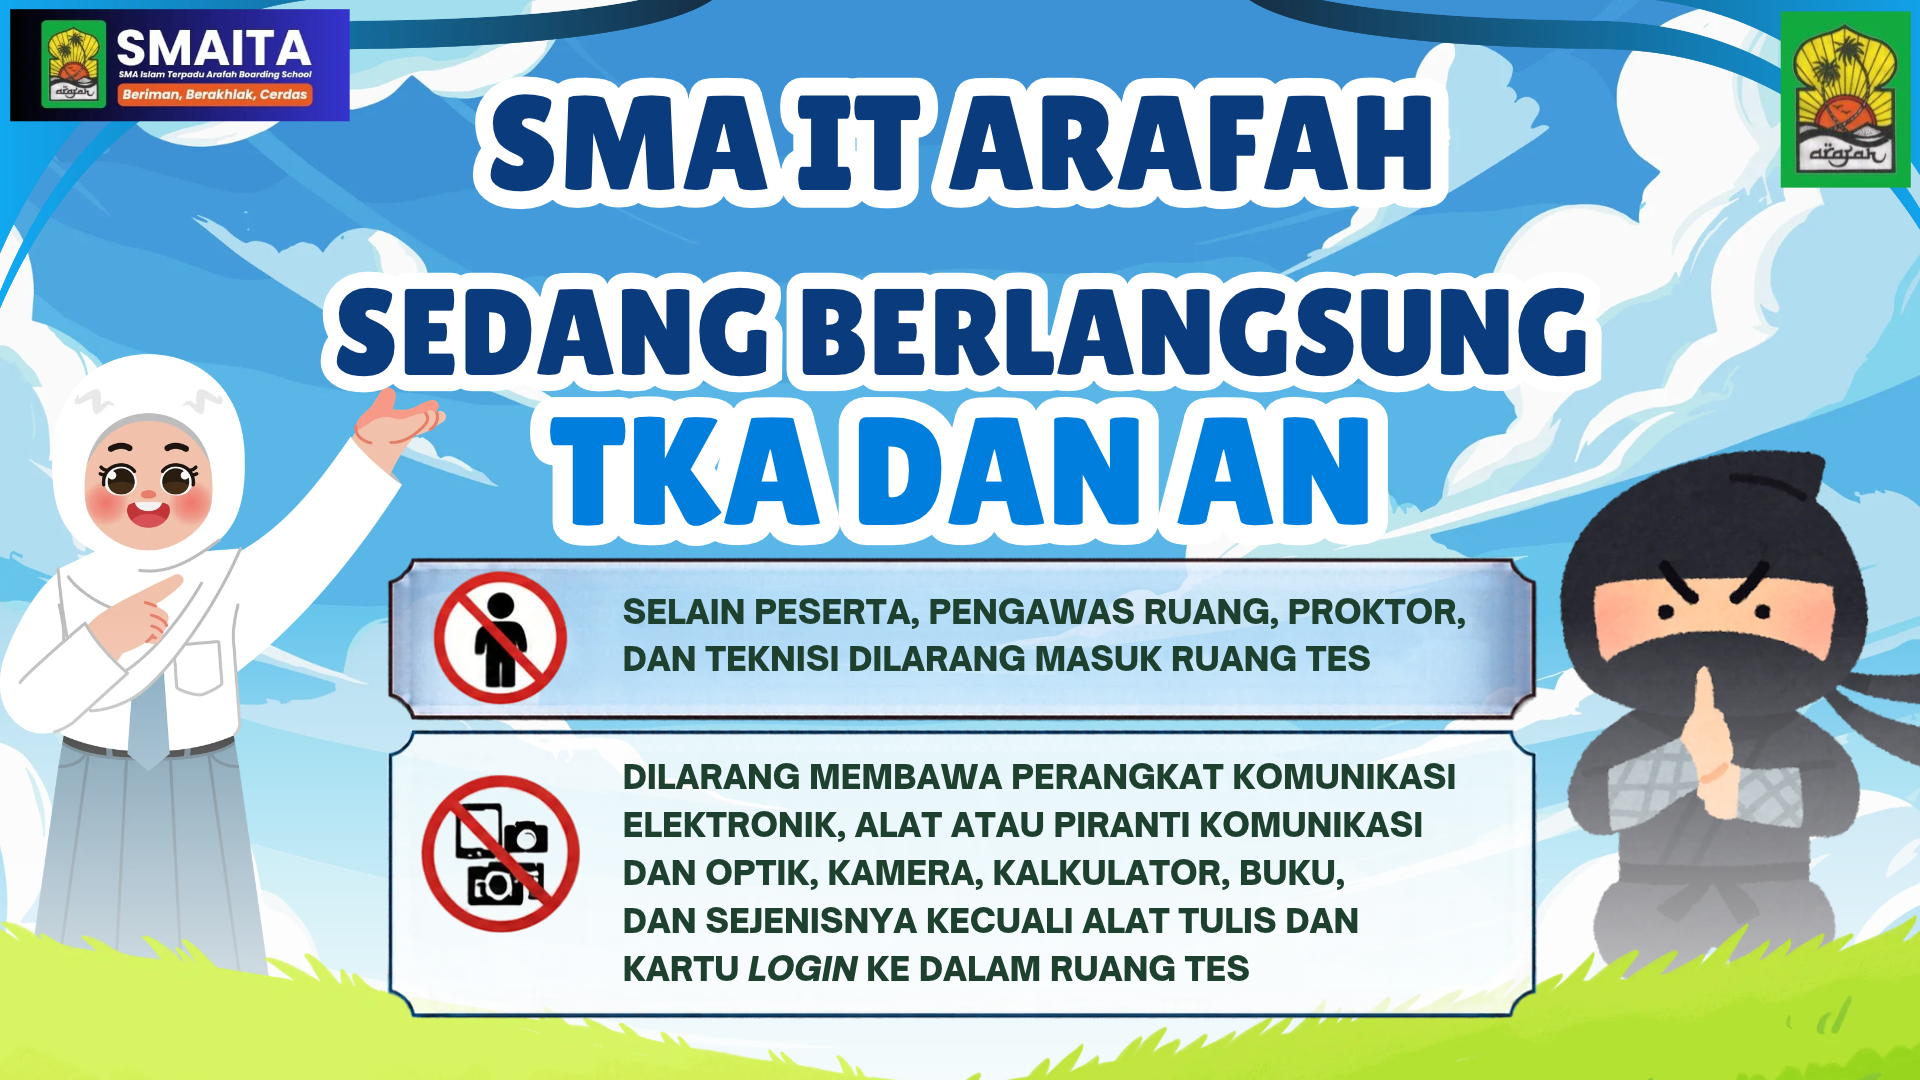 SMAITA
SMA Islam Terpadu Arafah Boarding School
Beriman, Berakhlak, Cerdas
arafah
arafah
SMA IT ARAFAH
SEDANG BERLANGSUNG
TKA DAN AN
SELAIN PESERTA, PENGAWAS RUANG, PROKTOR,
DAN TEKNISI DILARANG MASUK RUANG TES
DILARANG MEMBAWA PERANGKAT KOMUNIKASI
ELEKTRONIK, ALAT ATAU PIRANTI KOMUNIKASI
DAN OPTIK, KAMERA, KALKULATOR, BUKU,
DAN SEJENISNYA KECUALI ALAT TULIS DAN
KARTU LOGIN KE DALAM RUANG TES